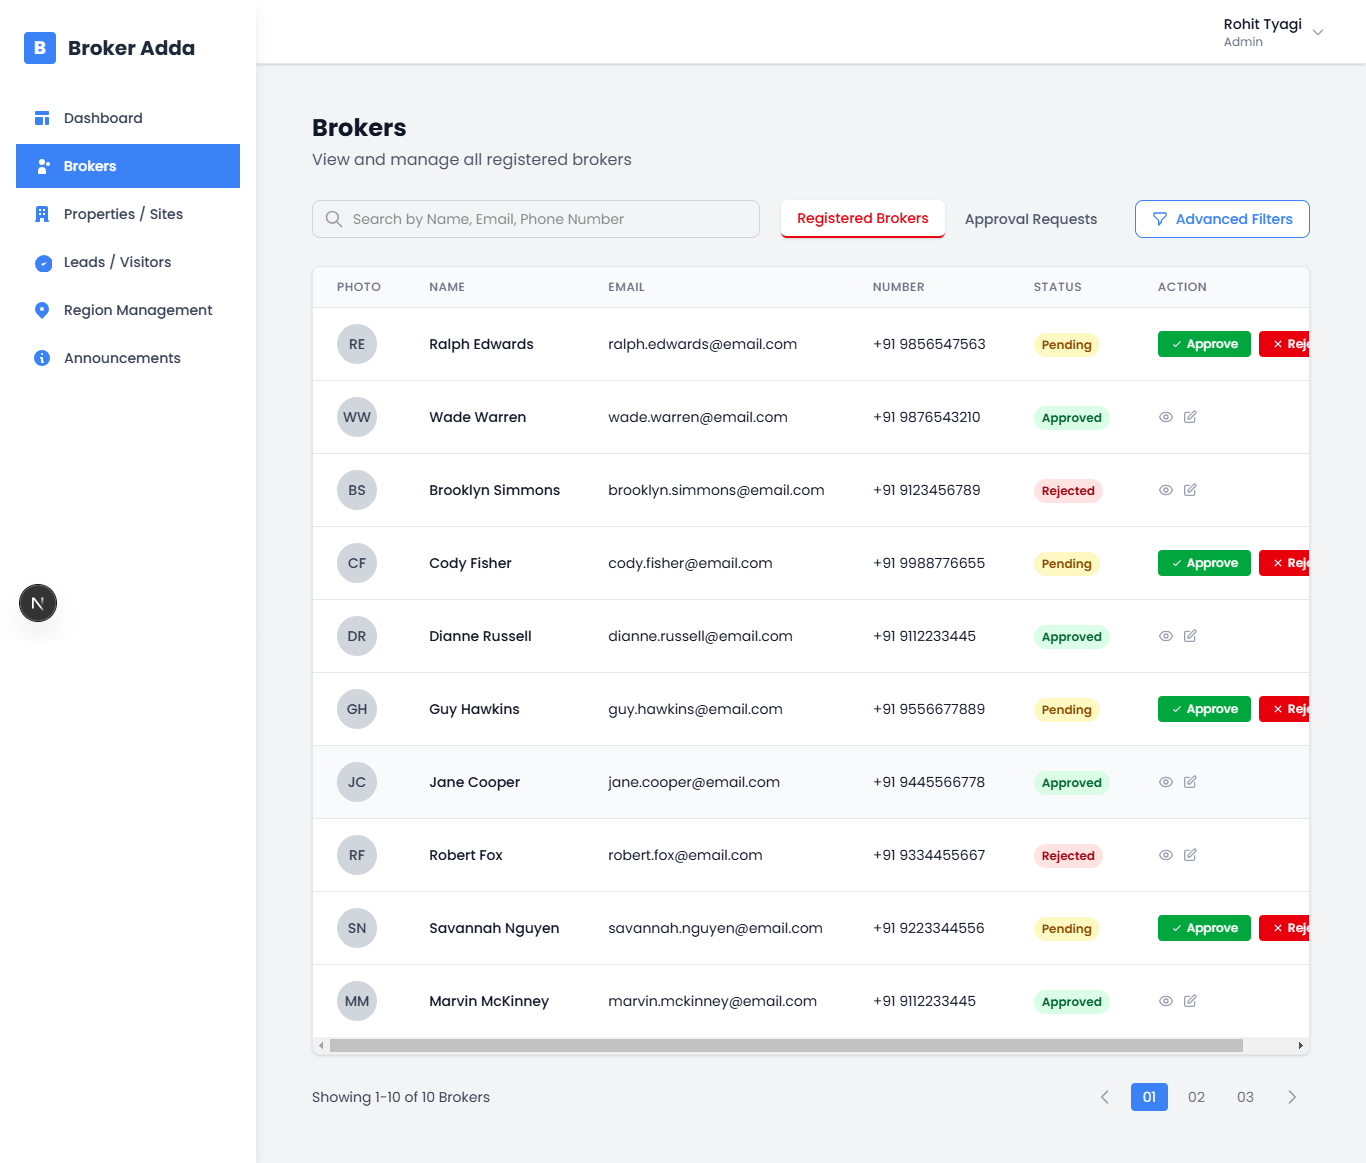 B Broker Adda
Rohit Tyagi
Admin
Dashboard
Brokers
Properties / Sites
Leads / Visitors
Region Management
Announcements
N
Brokers
View and manage all registered brokers
Search by Name, Email, Phone Number
Registered Brokers
Approval Requests
Advanced Filters
PHOTO NAME EMAIL NUMBER STATUS ACTION
RE Ralph Edwards ralph.edwards@email.com +91 9856547563 Pending Approve Reje
WW Wade Warren wade.warren@email.com +91 9876543210 Approved
BS Brooklyn Simmons brooklyn.simmons@email.com +91 9123456789 Rejected
CF Cody Fisher cody.fisher@email.com +91 9988776655 Pending Approve Reje
DR Dianne Russell dianne.russell@email.com +91 9112233445 Approved
GH Guy Hawkins guy.hawkins@email.com +91 9556677889 Pending Approve Reje
JC Jane Cooper jane.cooper@email.com +91 9445566778 Approved
RF Robert Fox robert.fox@email.com +91 9334455667 Rejected
SN Savannah Nguyen savannah.nguyen@email.com +91 9223344556 Pending Approve Reje
MM Marvin McKinney marvin.mckinney@email.com +91 9112233445 Approved
Showing 1-10 of 10 Brokers
01 02 03